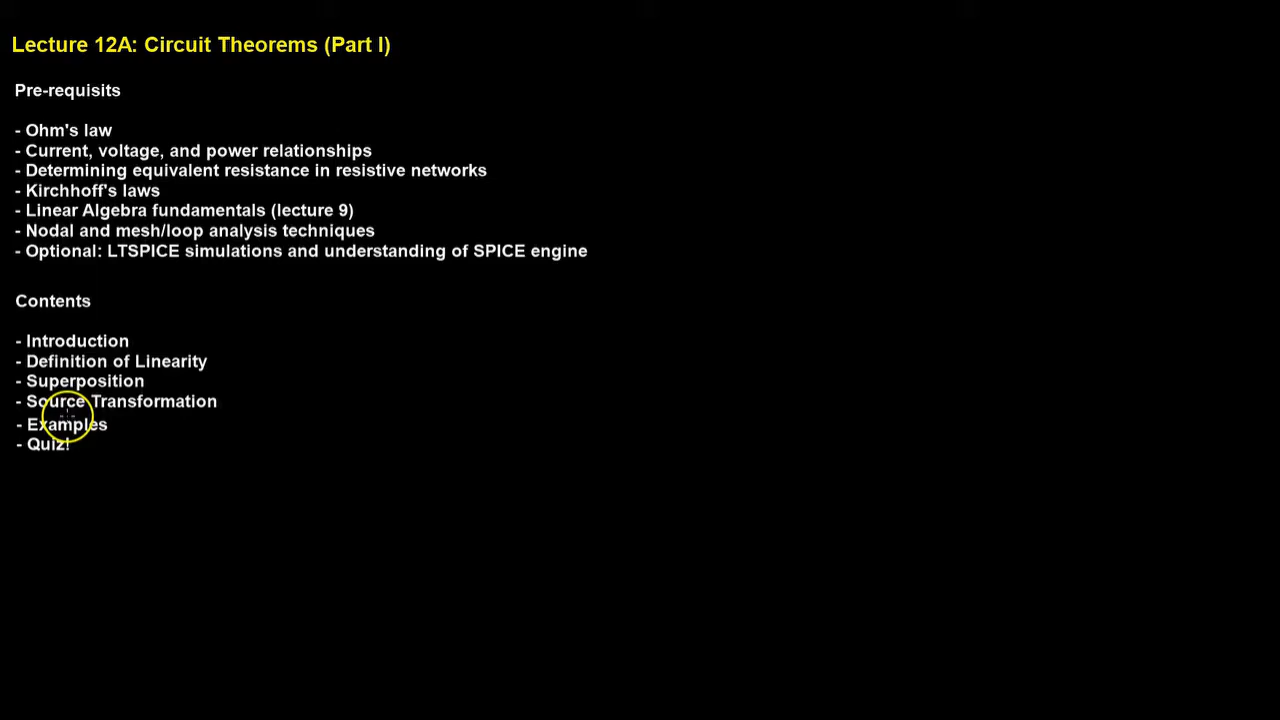 Lecture 12A: Circuit Theorems (Part I)
Pre-requisits
- Ohm's law
- Current, voltage, and power relationships
- Determining equivalent resistance in resistive networks
- Kirchhoff's laws
- Linear Algebra fundamentals (lecture 9)
- Nodal and mesh/loop analysis techniques
- Optional: LTSPICE simulations and understanding of SPICE engine
Contents
- Introduction
- Definition of Linearity
- Superposition
- Source Transformation
- Examples
- Quiz!